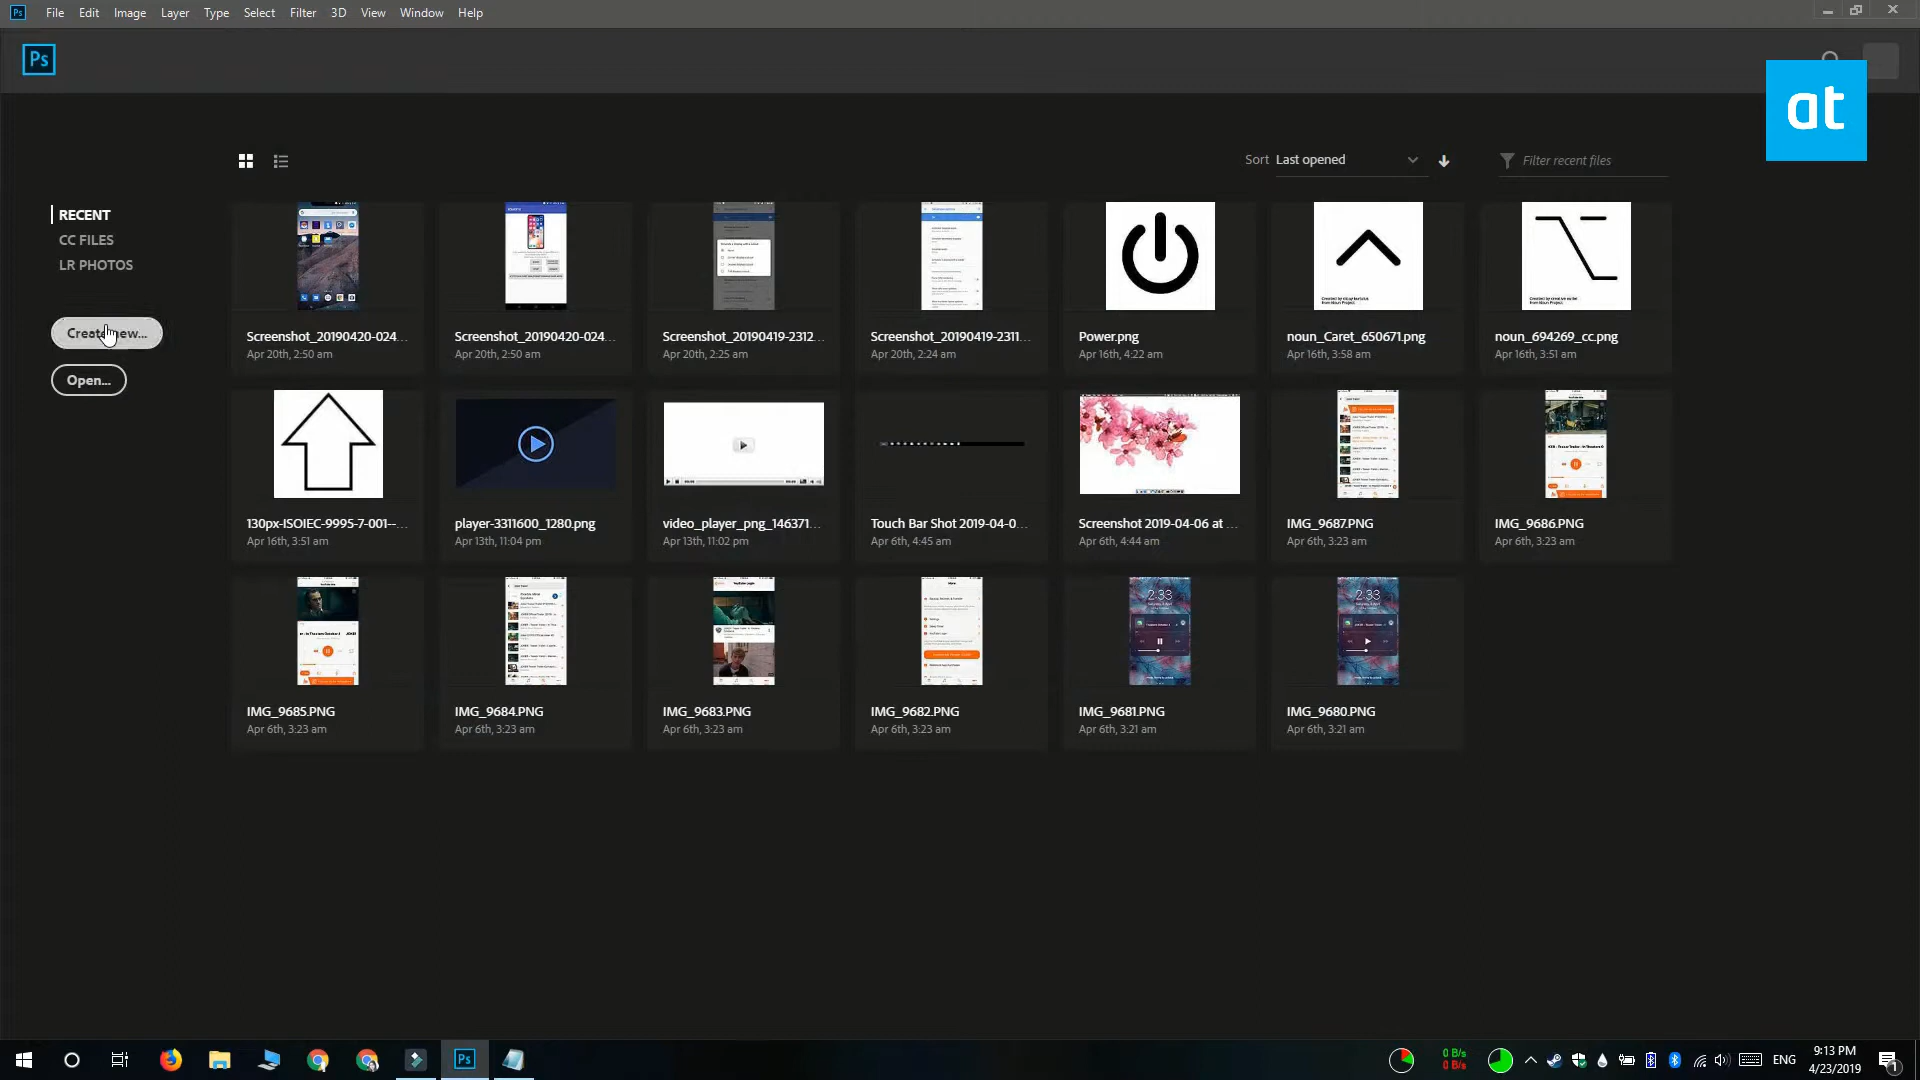 Ps File Edit Image Layer Type Select Filter 3D View Window Help
Ps
at
Sort Last opened Filter recent files
RECENT
CC FILES
LR PHOTOS
Create new...
Open...
Screenshot_20190420-024...
Apr 20th, 2:50 am
Screenshot_20190420-024...
Apr 20th, 2:50 am
Screenshot_20190419-2312...
Apr 20th, 2:25 am
Screenshot_20190419-2311...
Apr 20th, 2:24 am
Power.png
Apr 16th, 4:22 am
noun_Caret_650671.png
Apr 16th, 3:58 am
noun_694269_cc.png
Apr 16th, 3:51 am
130px-ISOIEC-9995-7-001--...
Apr 16th, 3:51 am
player-3311600_1280.png
Apr 13th, 11:04 pm
video_player_png_146371...
Apr 13th, 11:02 pm
Touch Bar Shot 2019-04-0...
Apr 6th, 4:45 am
Screenshot 2019-04-06 at ...
Apr 6th, 4:44 am
IMG_9687.PNG
Apr 6th, 3:23 am
IMG_9686.PNG
Apr 6th, 3:23 am
2:33
2:33
IMG_9685.PNG
Apr 6th, 3:23 am
IMG_9684.PNG
Apr 6th, 3:23 am
IMG_9683.PNG
Apr 6th, 3:23 am
IMG_9682.PNG
Apr 6th, 3:23 am
IMG_9681.PNG
Apr 6th, 3:21 am
IMG_9680.PNG
Apr 6th, 3:21 am
Ps
0 B/s
0 B/s
ENG
9:13 PM
4/23/2019
1